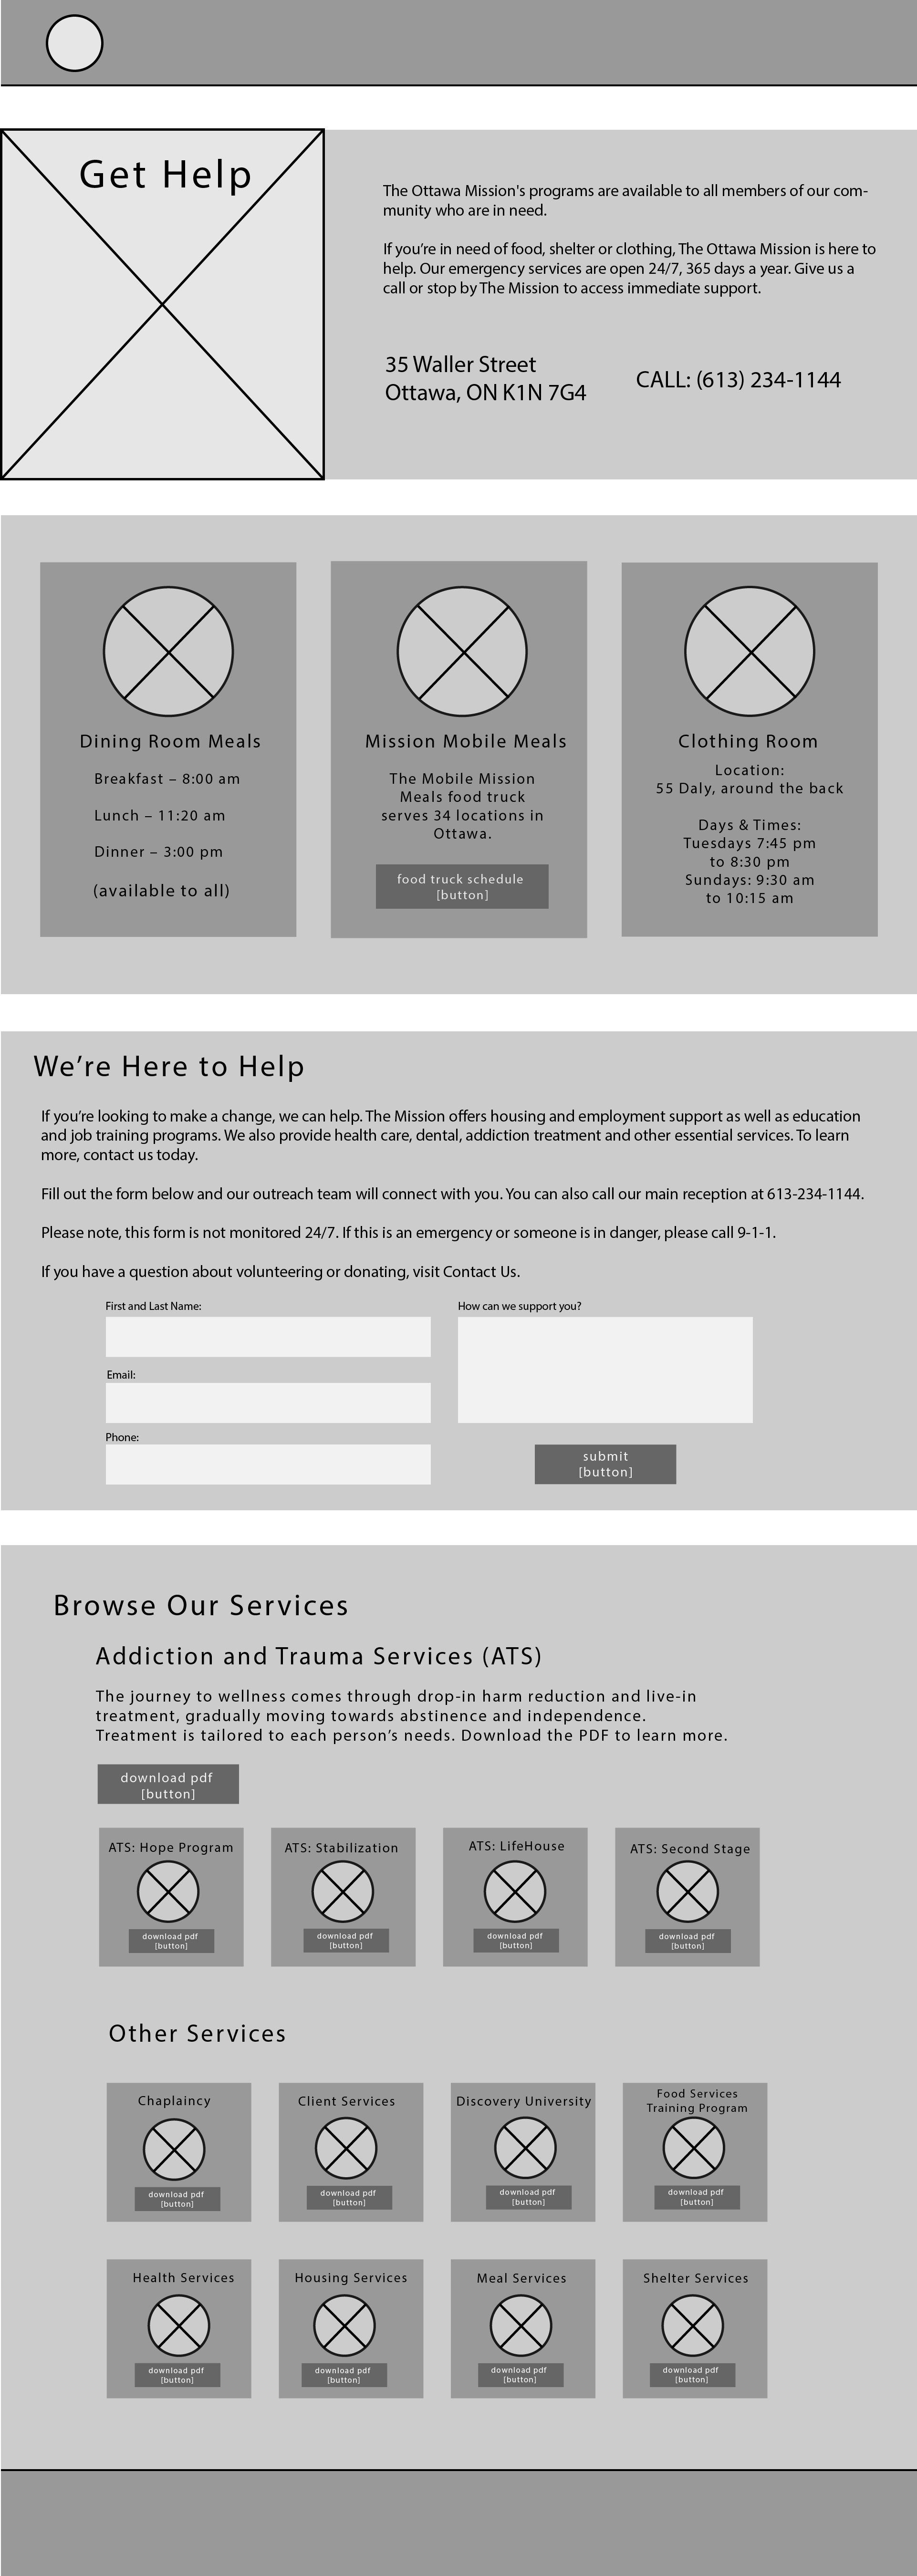 Get Help
The Ottawa Mission's programs are available to all members of our com-
munity who are in need.
If you’re in need of food, shelter or clothing, The Ottawa Mission is here to
help. Our emergency services are open 24/7, 365 days a year. Give us a
call or stop by The Mission to access immediate support.
35 Waller Street
Ottawa, ON K1N 7G4
CALL: (613) 234-1144
Dining Room Meals
Breakfast – 8:00 am
Lunch – 11:20 am
Dinner – 3:00 pm
(available to all)
Mission Mobile Meals
The Mobile Mission
Meals food truck
serves 34 locations in
Ottawa.
food truck schedule
[button]
Clothing Room
Location:
55 Daly, around the back
Days & Times:
Tuesdays 7:45 pm
to 8:30 pm
Sundays: 9:30 am
to 10:15 am
We’re Here to Help
If you’re looking to make a change, we can help. The Mission offers housing and employment support as well as education
and job training programs. We also provide health care, dental, addiction treatment and other essential services. To learn
more, contact us today.
Fill out the form below and our outreach team will connect with you. You can also call our main reception at 613-234-1144.
Please note, this form is not monitored 24/7. If this is an emergency or someone is in danger, please call 9-1-1.
If you have a question about volunteering or donating, visit Contact Us.
First and Last Name:
Email:
Phone:
How can we support you?
submit
[button]
Browse Our Services
Addiction and Trauma Services (ATS)
The journey to wellness comes through drop-in harm reduction and live-in
treatment, gradually moving towards abstinence and independence.
Treatment is tailored to each person’s needs. Download the PDF to learn more.
download pdf
[button]
ATS: Hope Program
download pdf
[button]
ATS: Stabilization
download pdf
[button]
ATS: LifeHouse
download pdf
[button]
ATS: Second Stage
download pdf
[button]
Other Services
Chaplaincy
download pdf
[button]
Client Services
download pdf
[button]
Discovery University
download pdf
[button]
Food Services
Training Program
download pdf
[button]
Health Services
download pdf
[button]
Housing Services
download pdf
[button]
Meal Services
download pdf
[button]
Shelter Services
download pdf
[button]